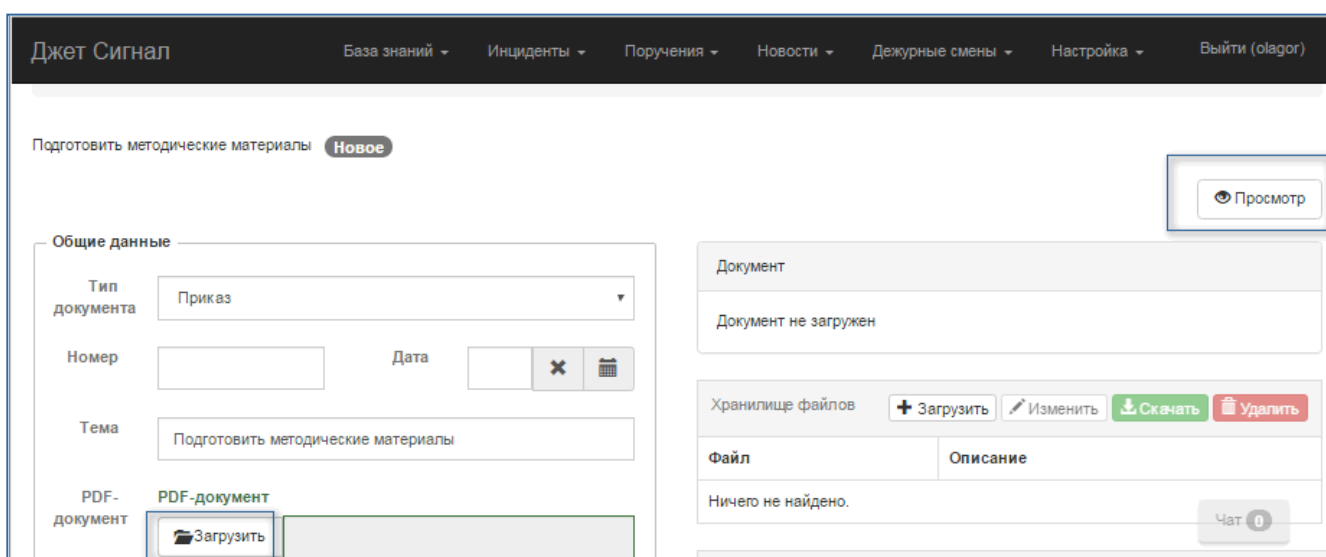 Джет Сигнал База знаний Инциденты Поручения Новости Дежурные смены Настройка Выйти (olagor)
Подготовить методические материалы Новое
Просмотр
Общие данные
Тип документа
Приказ
Номер
Дата
Тема
Подготовить методические материалы
PDF-документ
PDF-документ
Загрузить
Документ
Документ не загружен
Хранилище файлов Загрузить Изменить Скачать Удалить
Файл Описание
Ничего не найдено.
Чат 0